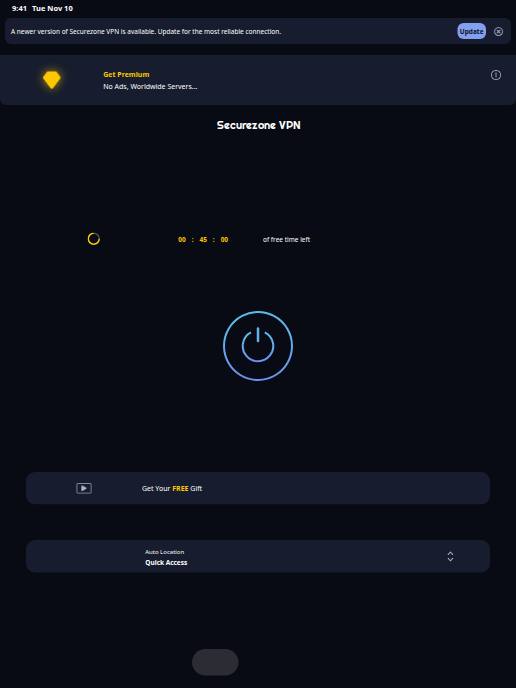 9:41 Tue Nov 10
A newer version of Securezone VPN is available. Update for the most reliable connection.
Update
Get Premium
No Ads, Worldwide Servers...
Securezone VPN
00 : 45 : 00 of free time left
Get Your FREE Gift
Auto Location
Quick Access